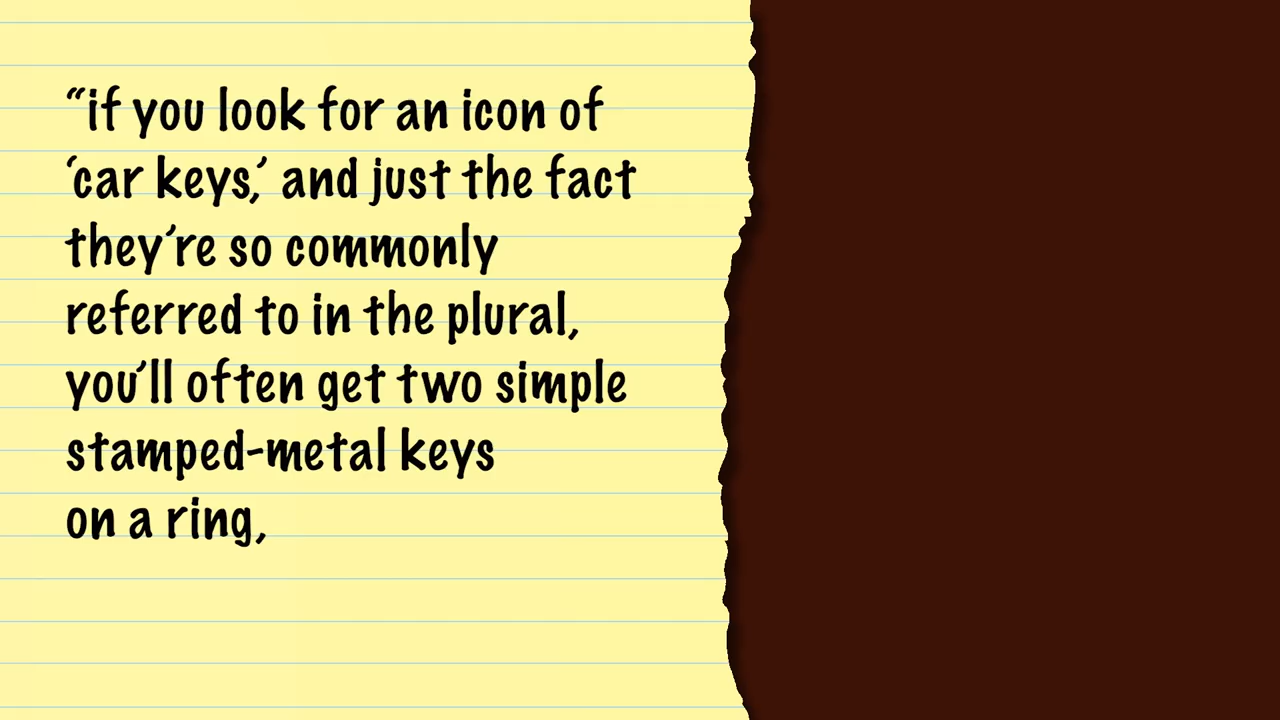 “if you look for an icon of
‘car keys,’ and just the fact
they’re so commonly
referred to in the plural,
you’ll often get two simple
stamped-metal keys
on a ring,